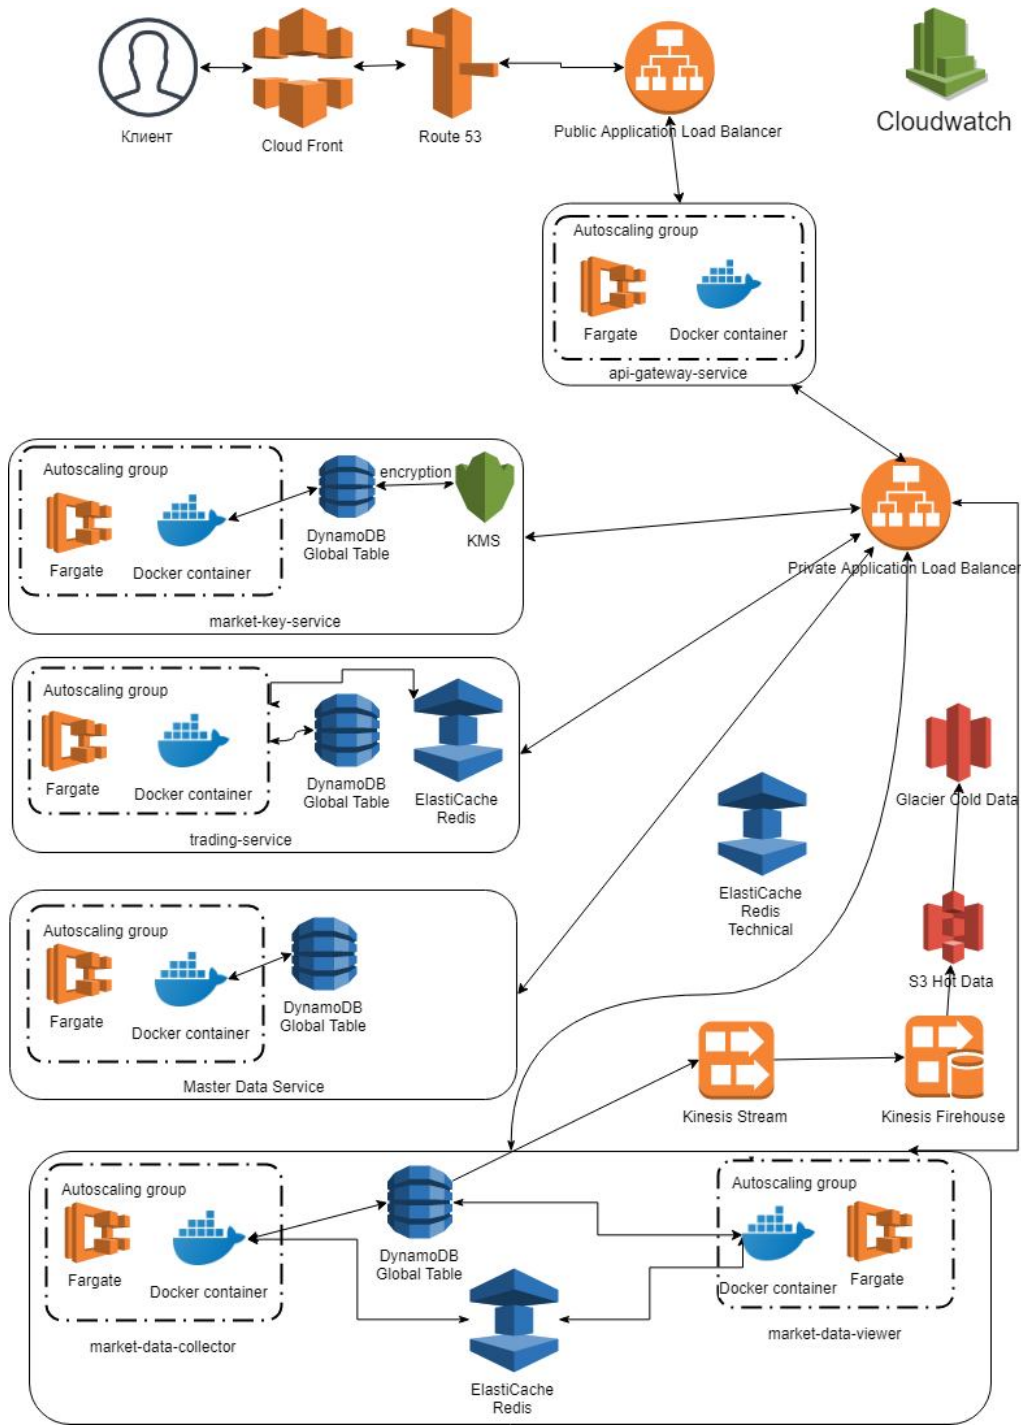 Клиент
Cloud Front
Route 53
Public Application Load Balancer
Cloudwatch
Autoscaling group
Fargate
Docker container
api-gateway-service
Autoscaling group
Fargate
Docker container
DynamoDB
Global Table
encryption
KMS
market-key-service
Private Application Load Balancer
Autoscaling group
Fargate
Docker container
DynamoDB
Global Table
ElastiCache
Redis
trading-service
ElastiCache
Redis
Technical
Glacier Cold Data
S3 Hot Data
Autoscaling group
Fargate
Docker container
DynamoDB
Global Table
Master Data Service
Kinesis Stream
Kinesis Firehouse
Autoscaling group
Fargate
Docker container
market-data-collector
DynamoDB
Global Table
ElastiCache
Redis
Autoscaling group
Docker container
Fargate
market-data-viewer